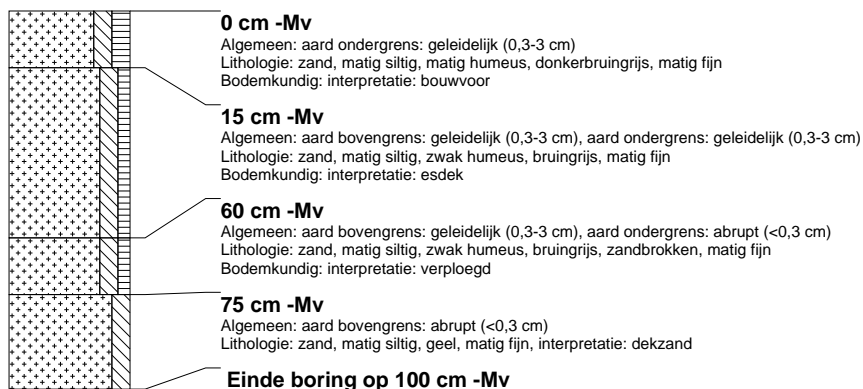 0 cm -Mv
Algemeen: aard ondergrens: geleidelijk (0,3-3 cm)
Lithologie: zand, matig siltig, matig humeus, donkerbruingrijs, matig fijn
Bodemkundig: interpretatie: bouwvoor
15 cm -Mv
Algemeen: aard bovengrens: geleidelijk (0,3-3 cm), aard ondergrens: geleidelijk (0,3-3 cm)
Lithologie: zand, matig siltig, zwak humeus, bruingrijs, matig fijn
Bodemkundig: interpretatie: esdek
60 cm -Mv
Algemeen: aard bovengrens: geleidelijk (0,3-3 cm), aard ondergrens: abrupt (<0,3 cm)
Lithologie: zand, matig siltig, zwak humeus, bruingrijs, zandbrokken, matig fijn
Bodemkundig: interpretatie: verploegd
75 cm -Mv
Algemeen: aard bovengrens: abrupt (<0,3 cm)
Lithologie: zand, matig siltig, geel, matig fijn, interpretatie: dekzand
Einde boring op 100 cm -Mv